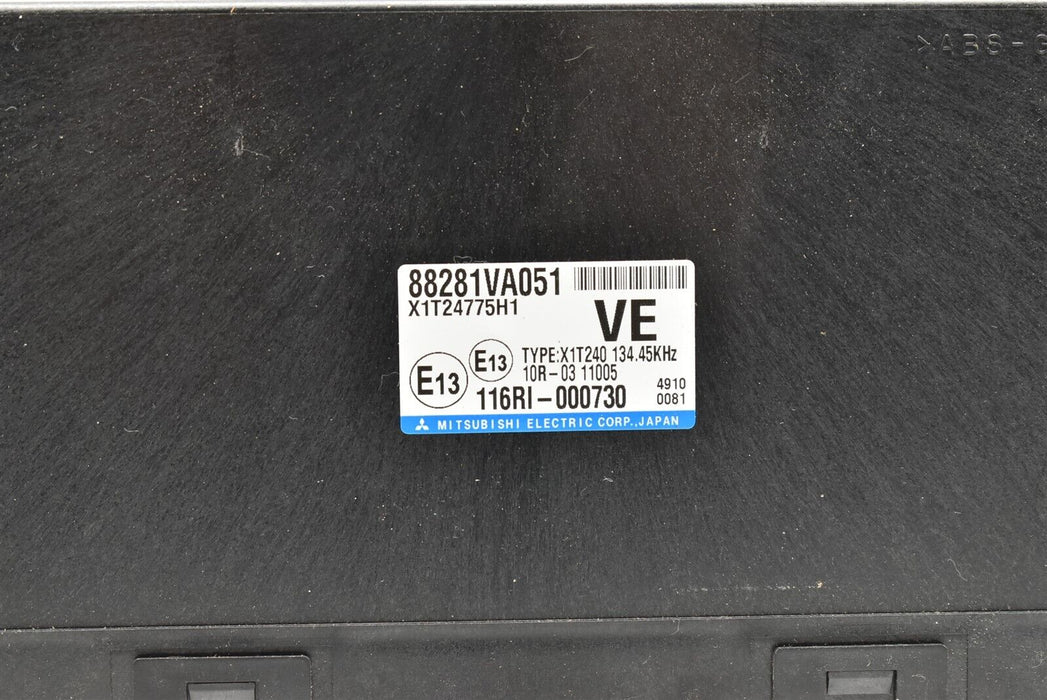 >ABS-G
88281VA051
X1T24775H1
VE
E13
E13
TYPE:X1T240 134.45KHz
10R-03 11005
116RI-000730
4910
0081
MITSUBISHI ELECTRIC CORP.,JAPAN